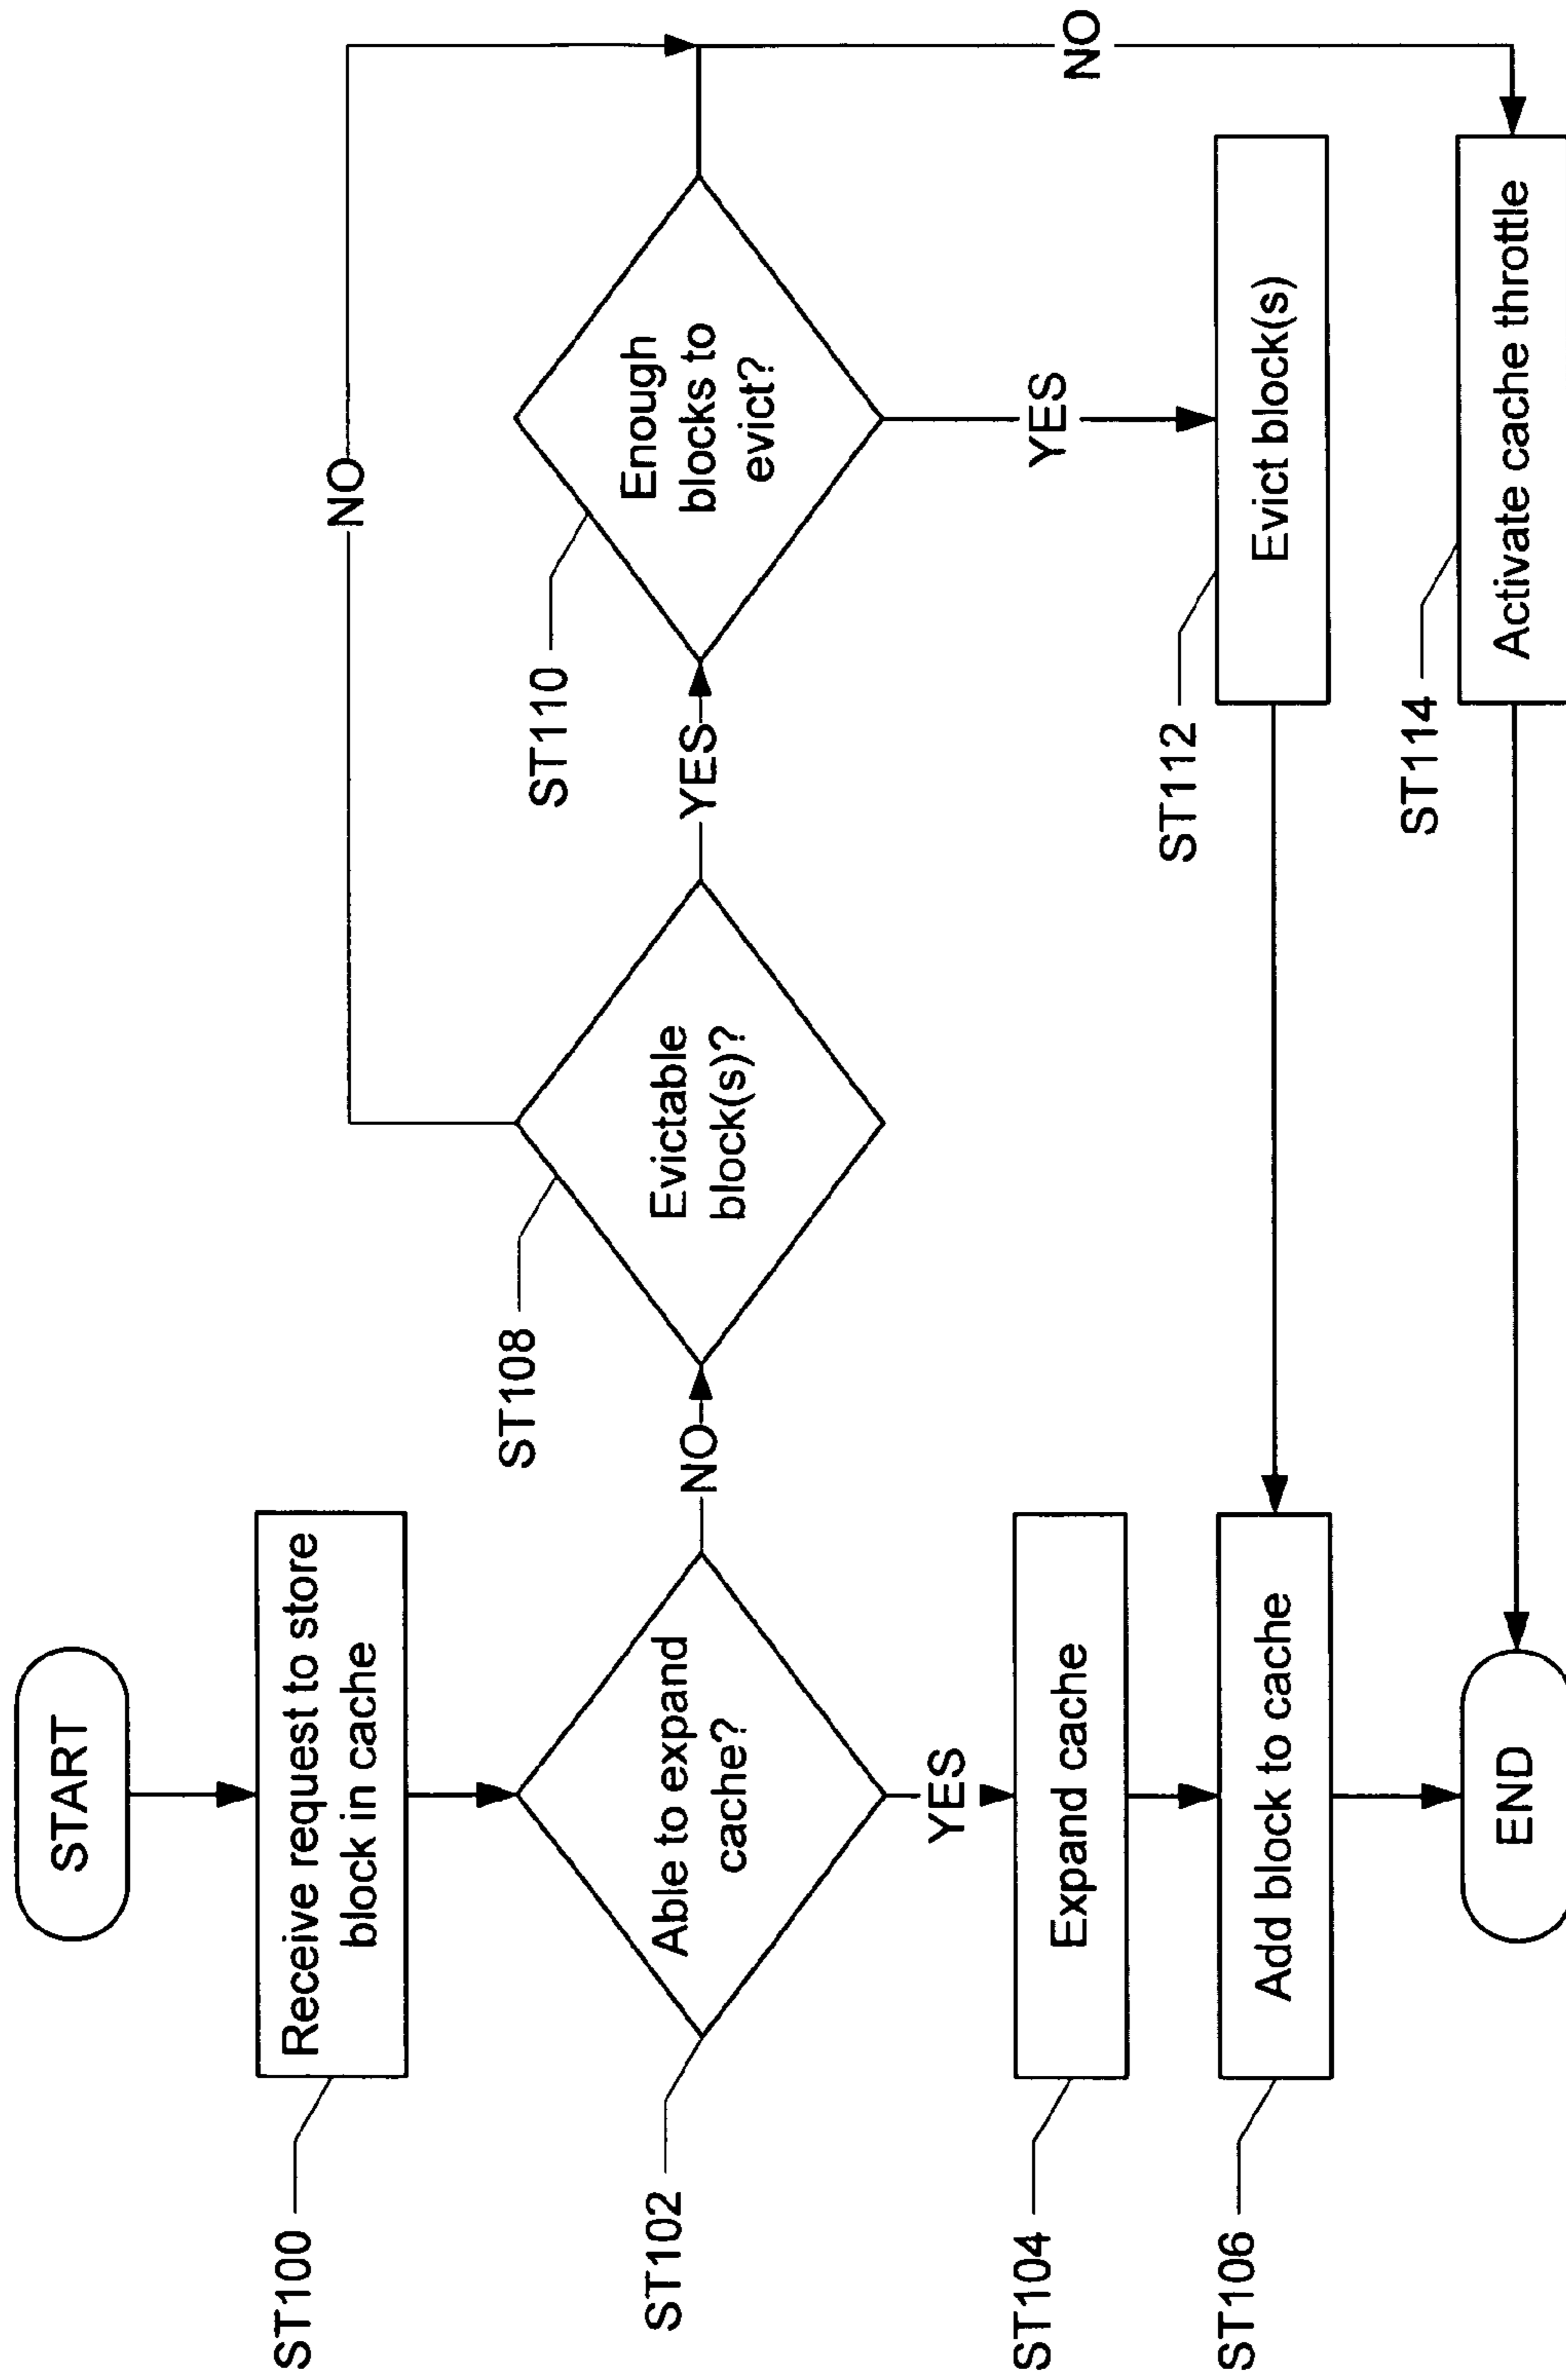 START
ST100
Receive request to store
block in cache
ST102
Able to expand
cache?
NO
YES
ST104
Expand cache
ST106
Add block to cache
END
ST108
Evictable
block(s)?
NO
YES
ST110
Enough
blocks to
evict?
NO
YES
ST112
Evict block(s)
ST114
Activate cache throttle